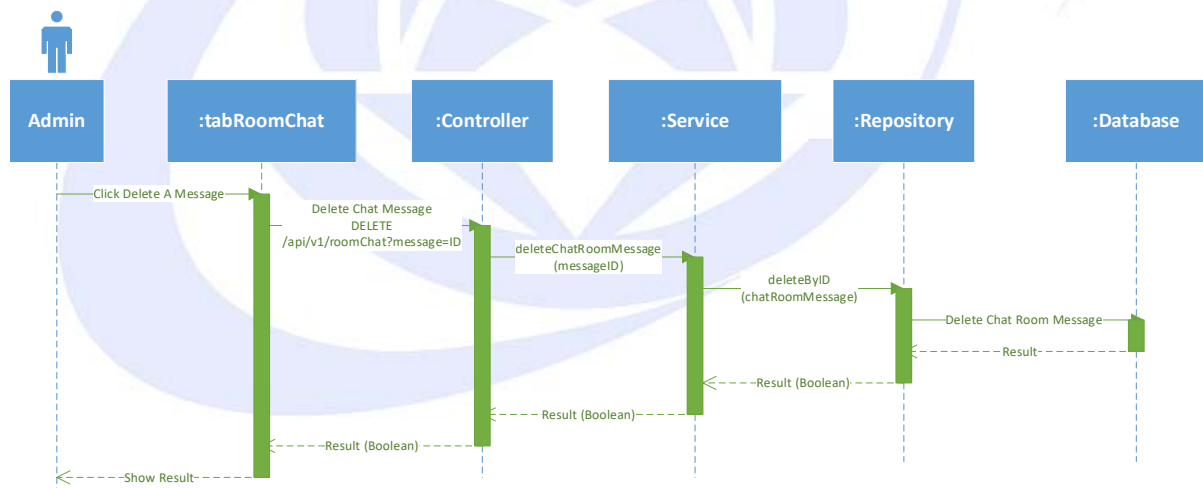 Admin
:tabRoomChat
:Controller
:Service
:Repository
:Database
Click Delete A Message
Delete Chat Message
DELETE
/api/v1/roomChat?message=ID
deleteChatRoomMessage
(messageID)
deleteByID
(chatRoomMessage)
Delete Chat Room Message
Result
Result (Boolean)
Result (Boolean)
Result (Boolean)
Show Result